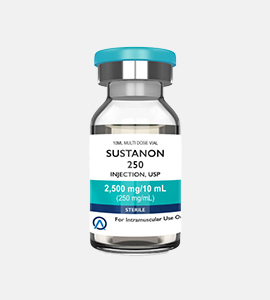 10ML MULTI DOSE VIAL
SUSTANON
250
INJECTION, USP
2,500 mg/10 mL
(250 mg/mL)
STERILE
For Intramuscular Use On